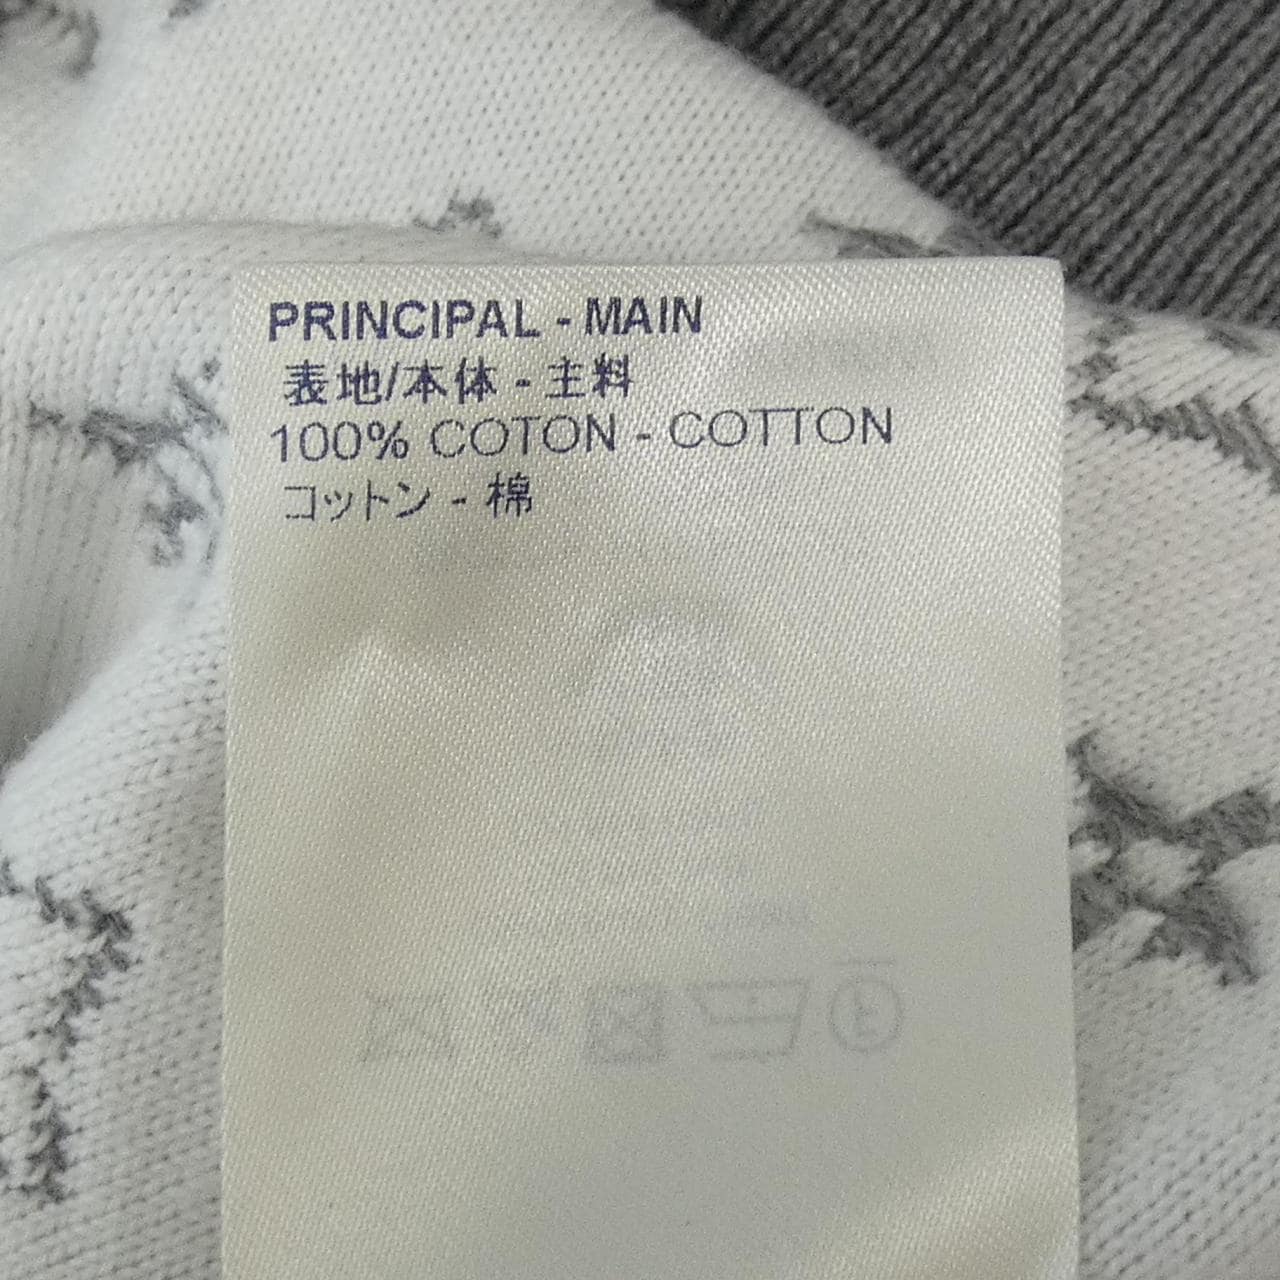 PRINCIPAL - MAIN
表地/本体 - 主料
100% COTON - COTTON
コットン - 棉